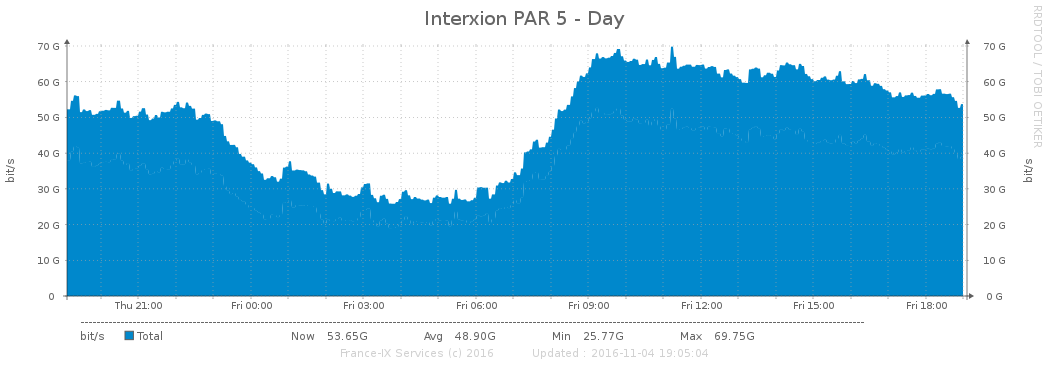 Interxion PAR 5 - Day
RRDTOOL / TOBI OETIKER
bit/s
70 G
60 G
50 G
40 G
30 G
20 G
10 G
0
70 G
60 G
50 G
40 G
30 G
20 G
10 G
0 G
bit/s
Thu 21:00 Fri 00:00 Fri 03:00 Fri 06:00 Fri 09:00 Fri 12:00 Fri 15:00 Fri 18:00
bit/s Total Now 53.65G Avg 48.90G Min 25.77G Max 69.75G
France-IX Services (c) 2016 Updated : 2016-11-04 19:05:04